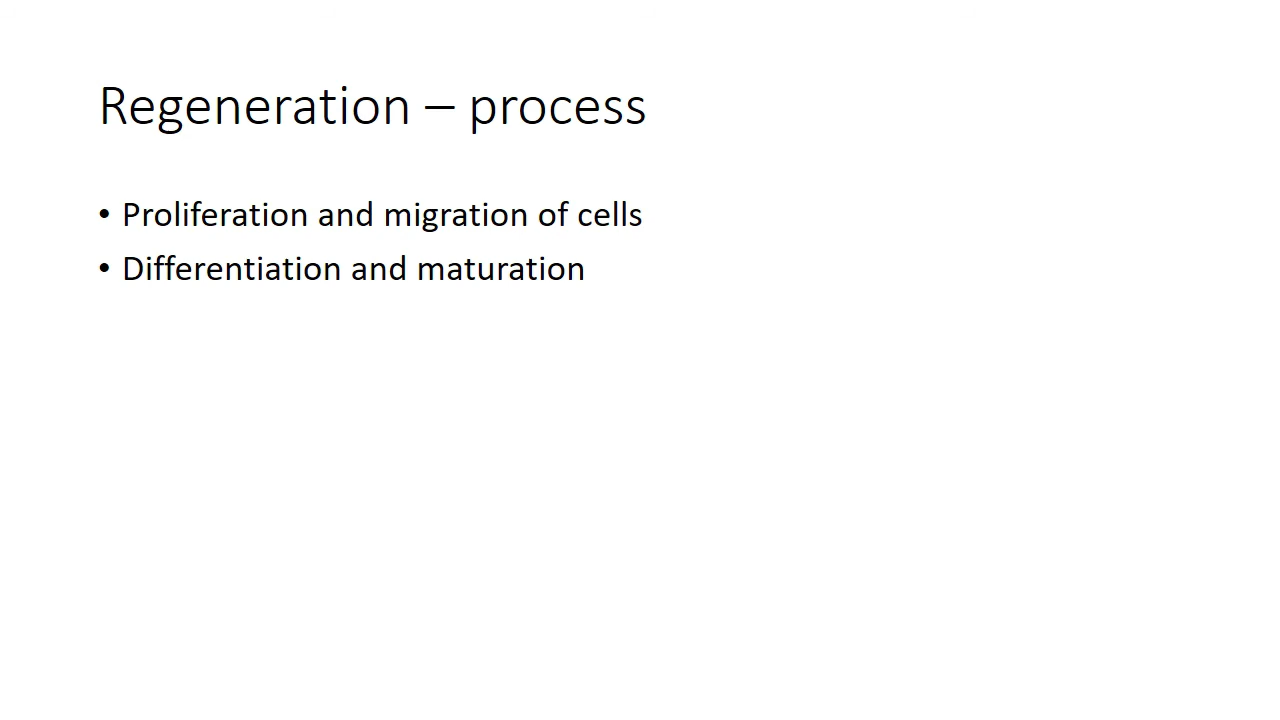 Regeneration – process
• Proliferation and migration of cells
• Differentiation and maturation